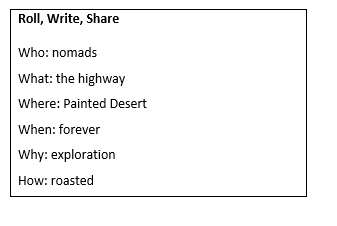 Roll, Write, Share
Who: nomads
What: the highway
Where: Painted Desert
When: forever
Why: exploration
How: roasted